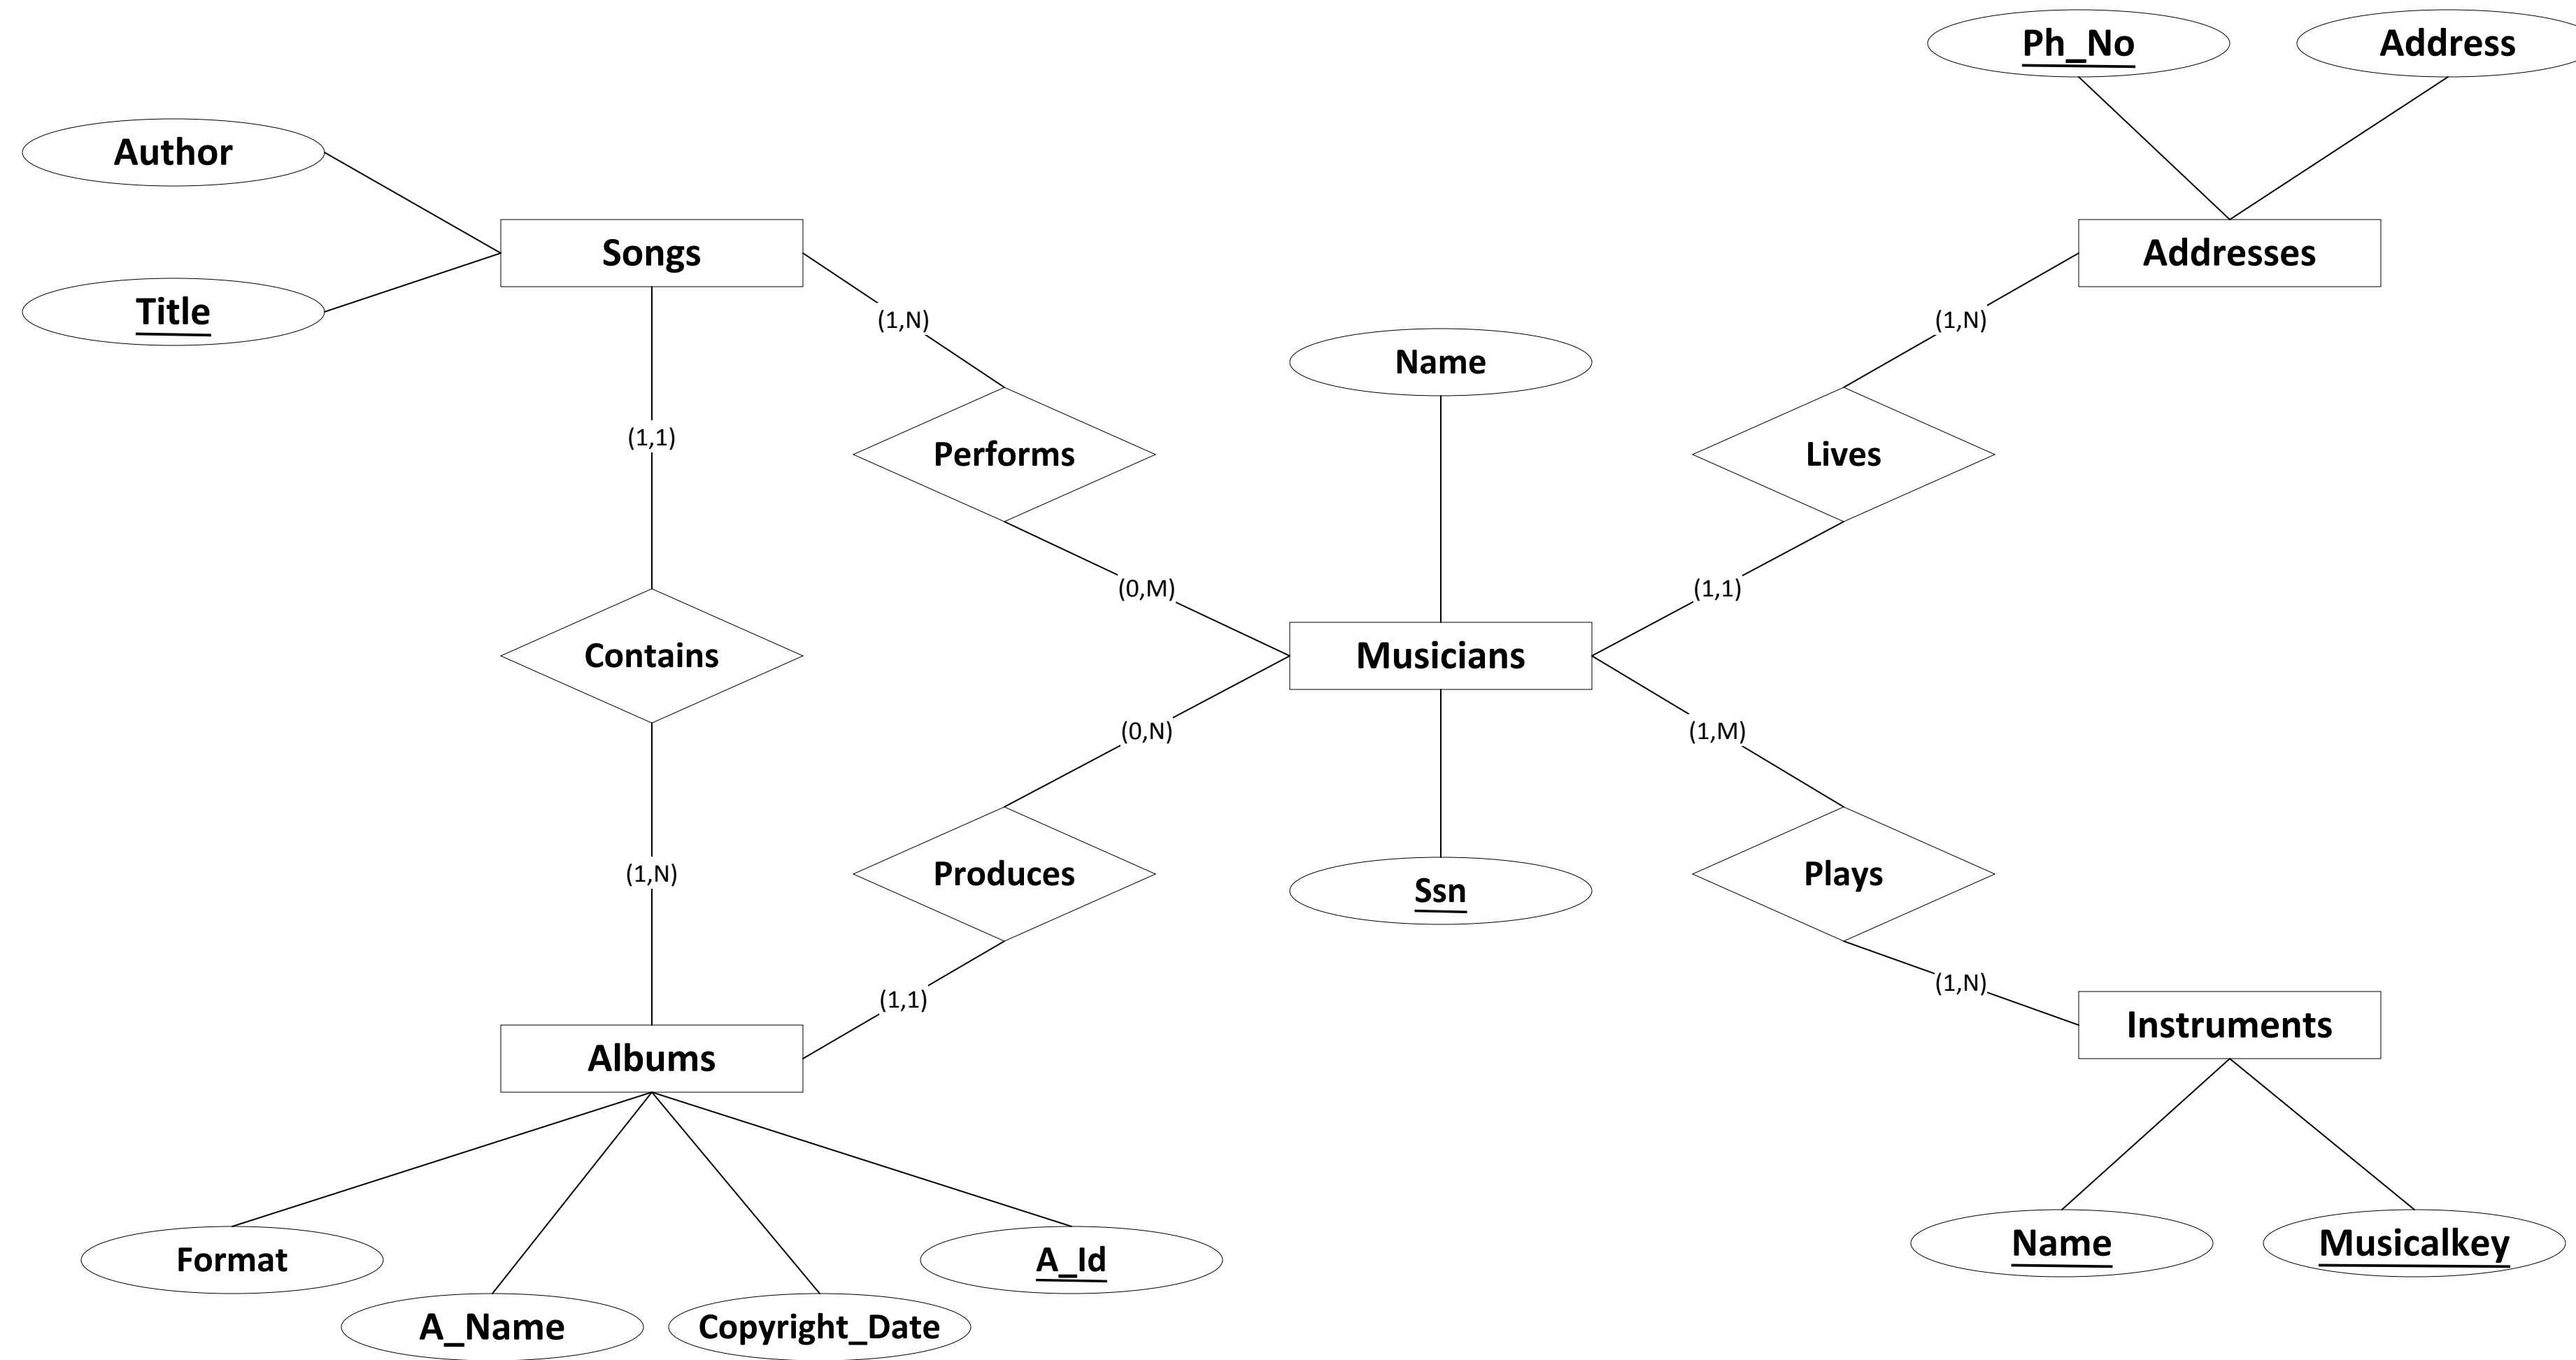 Ph_No
Address
Author
Songs
Addresses
Title
(1,N)
(1,N)
Name
(1,1)
Performs
Lives
(0,M)
(1,1)
Contains
Musicians
(0,N)
(1,M)
(1,N)
Produces
Plays
Ssn
(1,1)
(1,N)
Albums
Instruments
Format
A_Id
Name
Musicalkey
A_Name
Copyright_Date